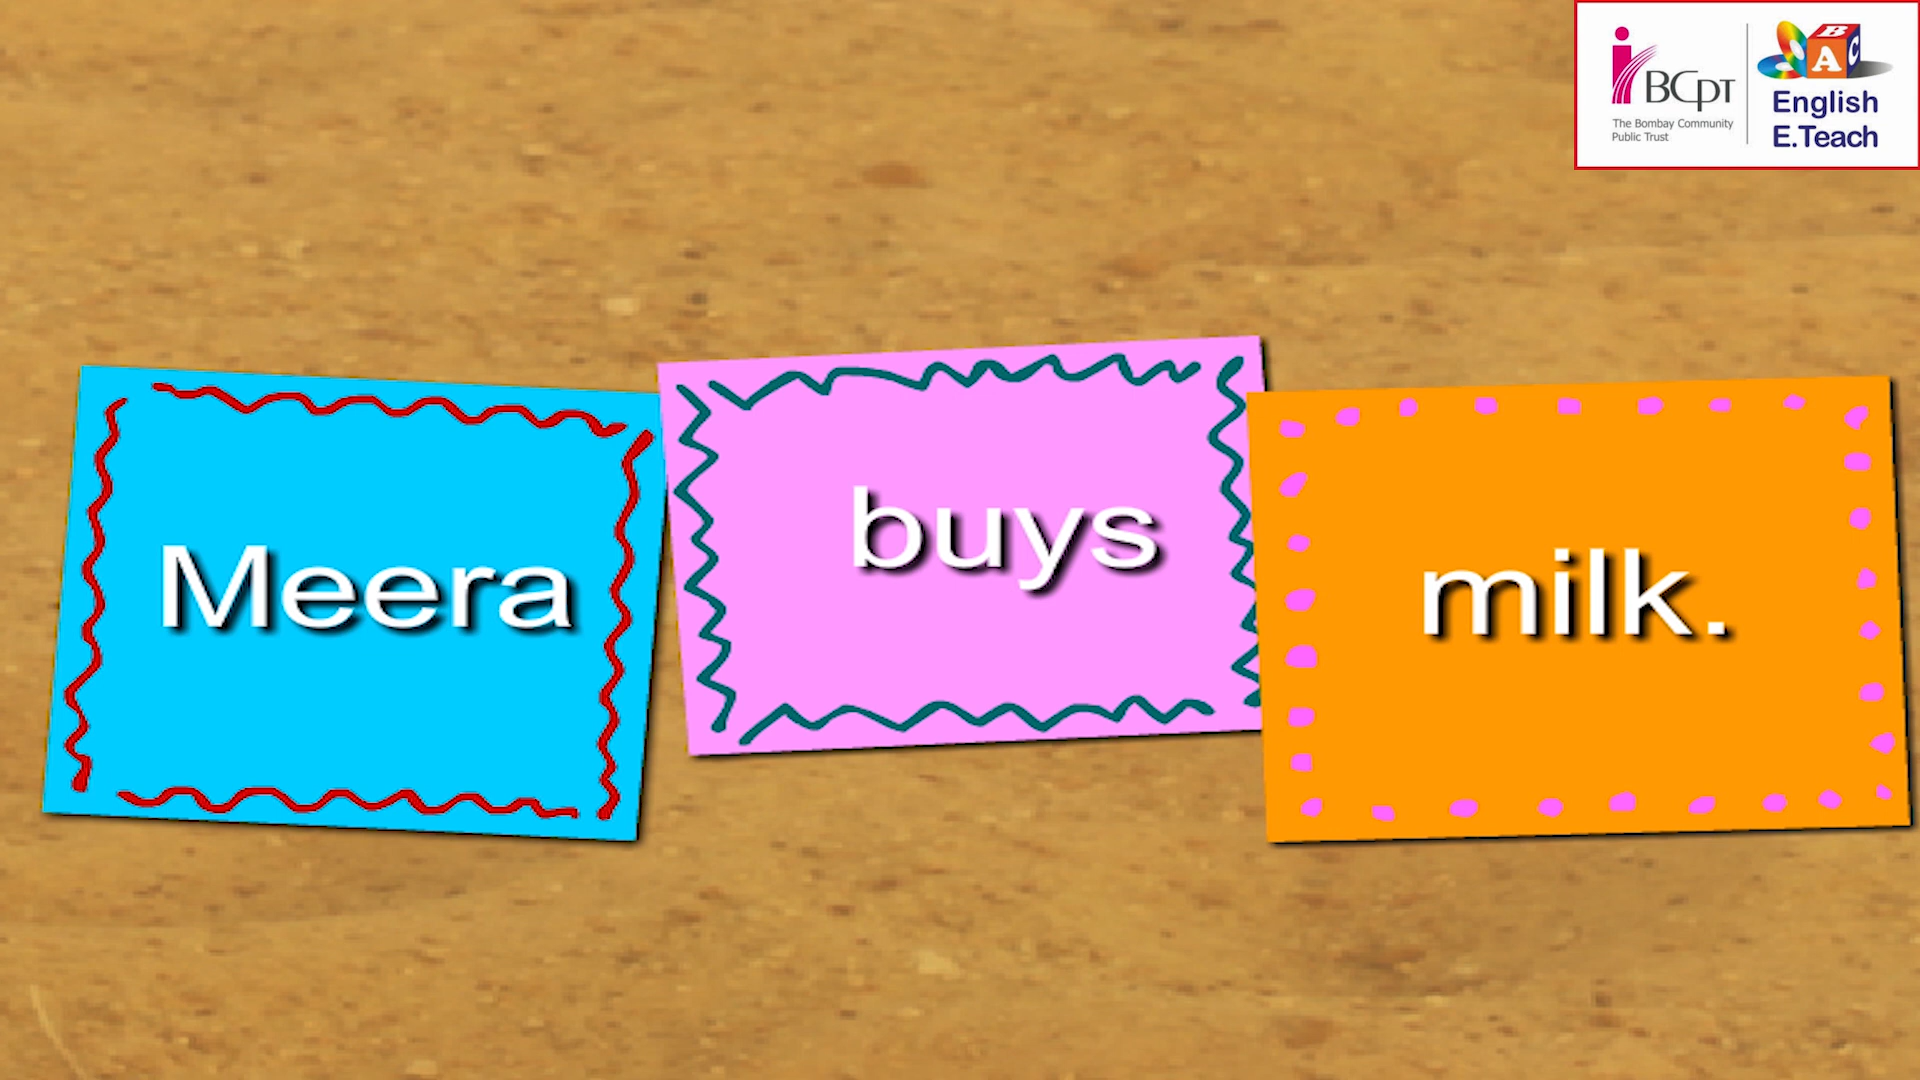 BCPT
The Bombay Community
Public Trust
B
A C
English
E.Teach
Meera buys milk.